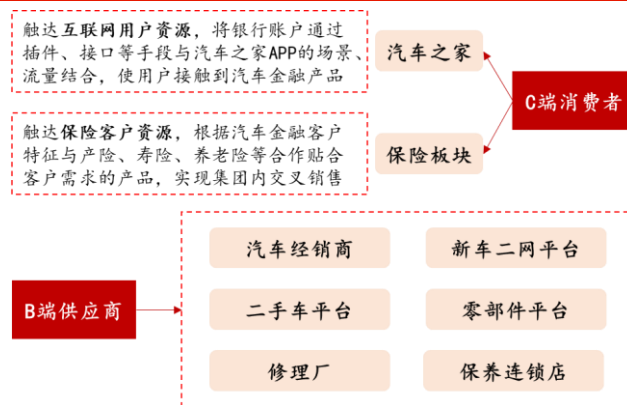 触达互联网用户资源，将银行账户通过
插件、接口等手段与汽车之家APP的场景、
流量结合，使用户接触到汽车金融产品
汽车之家
C端消费者
触达保险客户资源，根据汽车金融客户
特征与产险、寿险、养老险等合作贴合
客户需求的产品，实现集团内交叉销售
保险板块
汽车经销商
新车二网平台
B端供应商
二手车平台
零部件平台
修理厂
保养连锁店